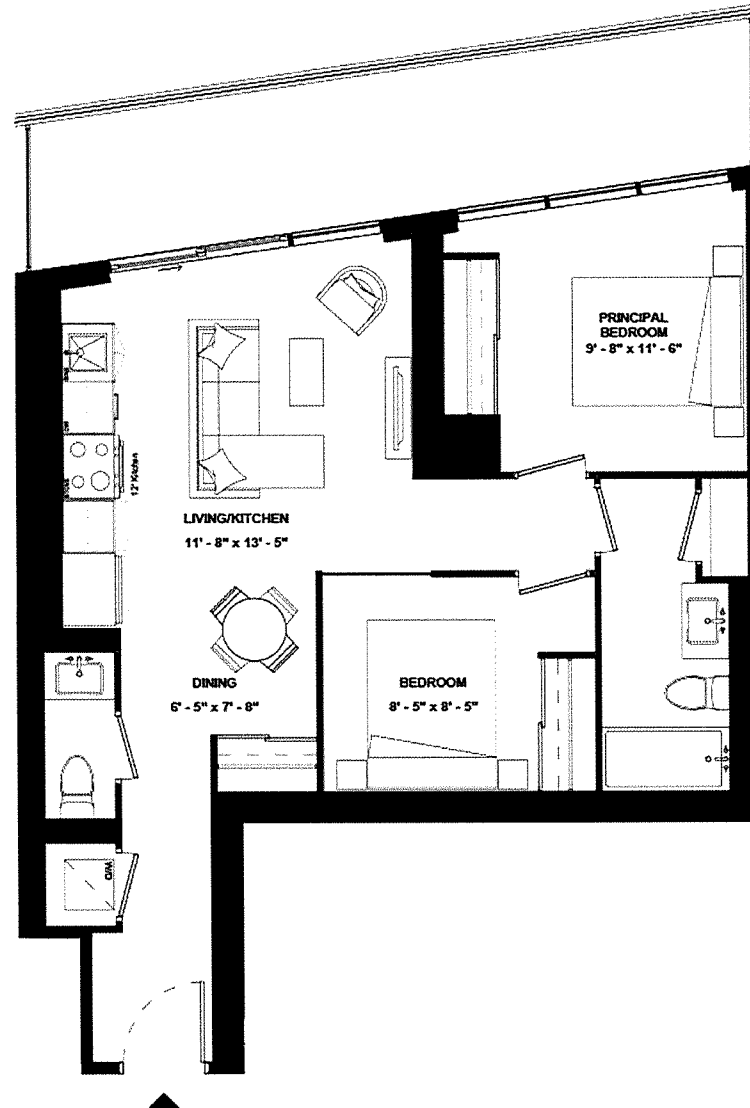 PRINCIPAL
BEDROOM
9' - 8" x 11' - 6"
12' Kitchen
LIVING/KITCHEN
11' - 8" x 13' - 5"
DINING
6' - 5" x 7' - 8"
BEDROOM
8' - 5" x 8' - 5"
W/D